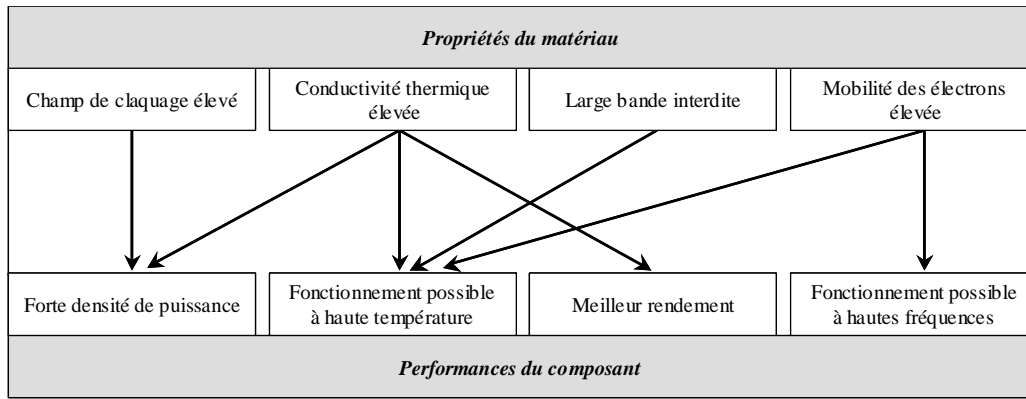 Propriétés du matériau
Champ de claquage élevé
Conductivité thermique
élevée
Large bande interdite
Mobilité des électrons
élevée
Forte densité de puissance
Fonctionnement possible
à haute température
Meilleur rendement
Fonctionnement possible
à hautes fréquences
Performances du composant